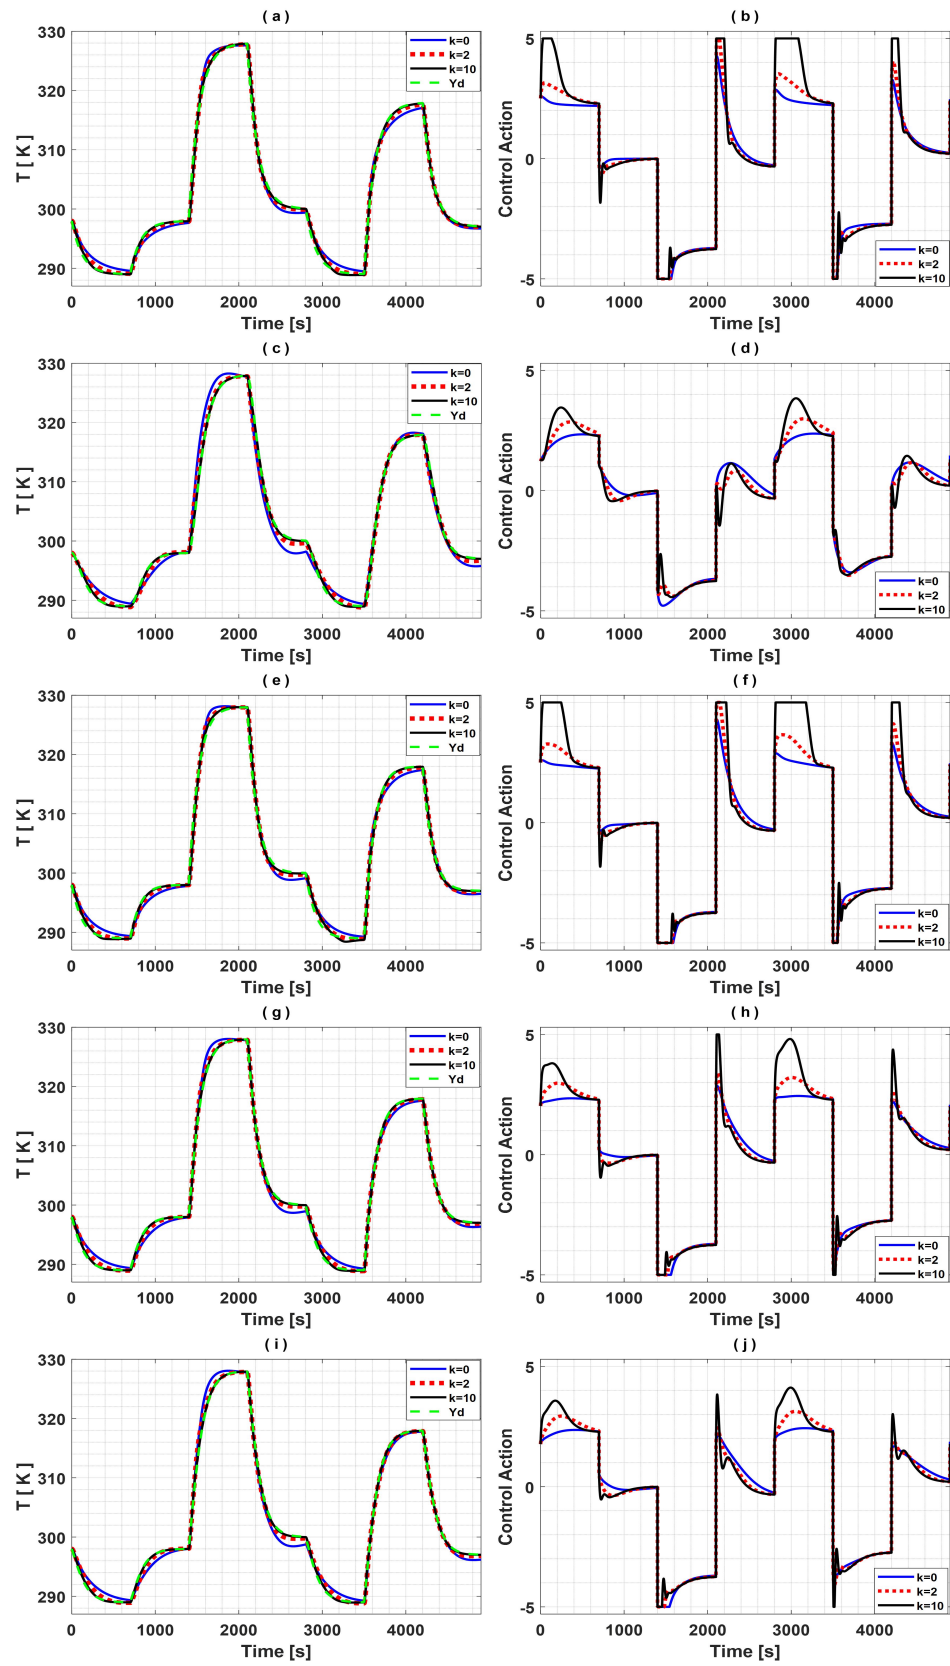 ( a )
330
320
310
300
290
T [ K ]
0
1000
2000
3000
4000
Time [s]
k=0
k=2
k=10
Yd
( b )
5
0
-5
Control Action
0
1000
2000
3000
4000
Time [s]
k=0
k=2
k=10
( c )
330
320
310
300
290
T [ K ]
0
1000
2000
3000
4000
Time [s]
k=0
k=2
k=10
Yd
( d )
5
0
-5
Control Action
0
1000
2000
3000
4000
Time [s]
k=0
k=2
k=10
( e )
330
320
310
300
290
T [ K ]
0
1000
2000
3000
4000
Time [s]
k=0
k=2
k=10
Yd
( f )
5
0
-5
Control Action
0
1000
2000
3000
4000
Time [s]
k=0
k=2
k=10
( g )
330
320
310
300
290
T [ K ]
0
1000
2000
3000
4000
Time [s]
k=0
k=2
k=10
Yd
( h )
5
0
-5
Control Action
0
1000
2000
3000
4000
Time [s]
k=0
k=2
k=10
( i )
330
320
310
300
290
T [ K ]
0
1000
2000
3000
4000
Time [s]
k=0
k=2
k=10
Yd
( j )
5
0
-5
Control Action
0
1000
2000
3000
4000
Time [s]
k=0
k=2
k=10